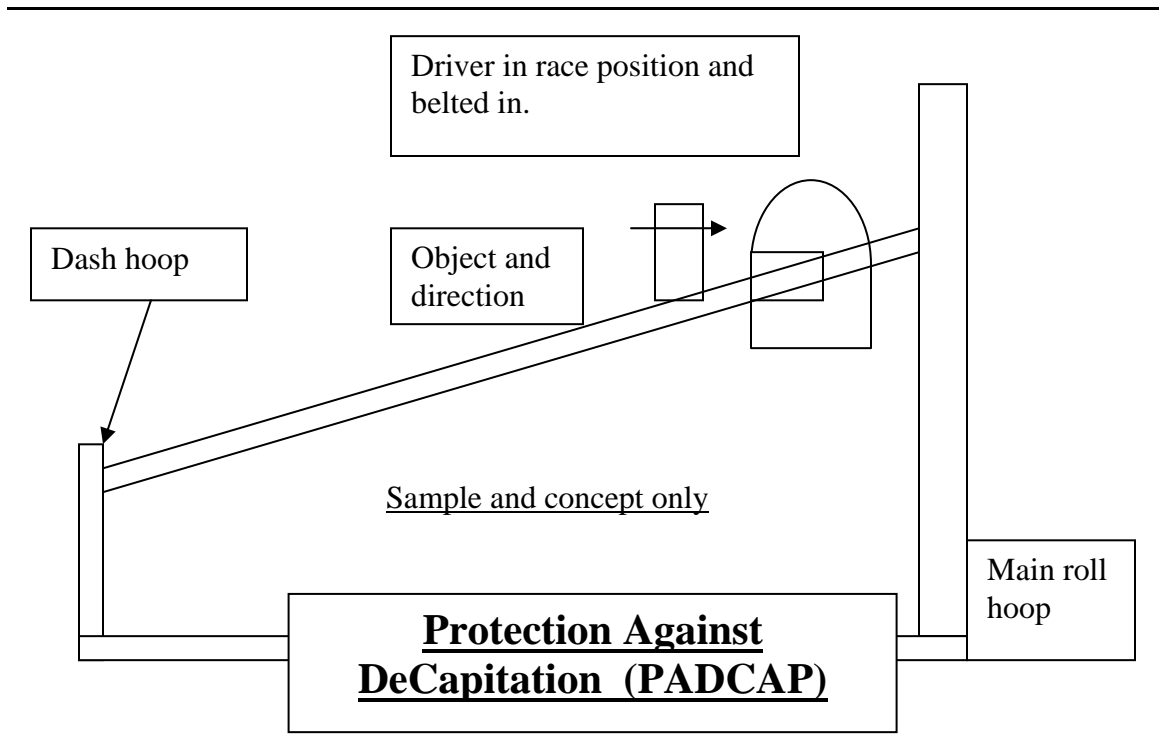 Driver in race position and
belted in.
Dash hoop
Object and
direction
Sample and concept only
Main roll
hoop
Protection Against
DeCapitation (PADCAP)